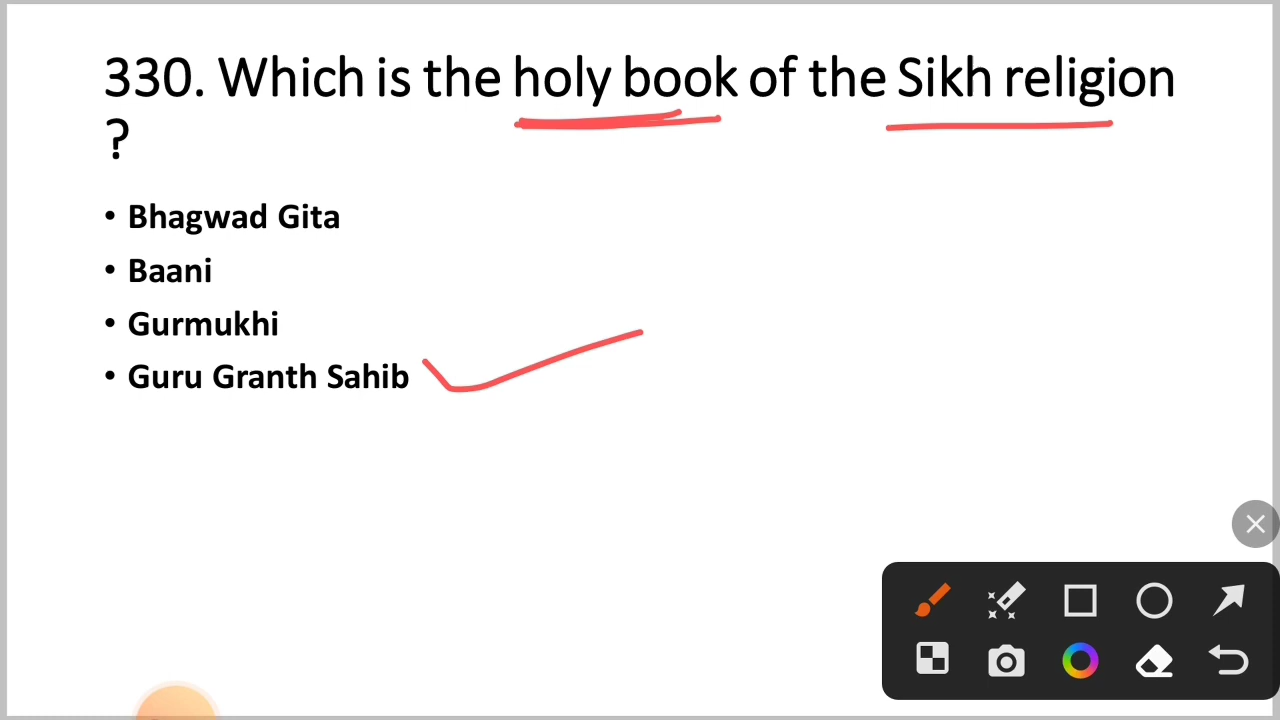 330. Which is the holy book of the Sikh religion
?
• Bhagwad Gita
• Baani
• Gurmukhi
• Guru Granth Sahib